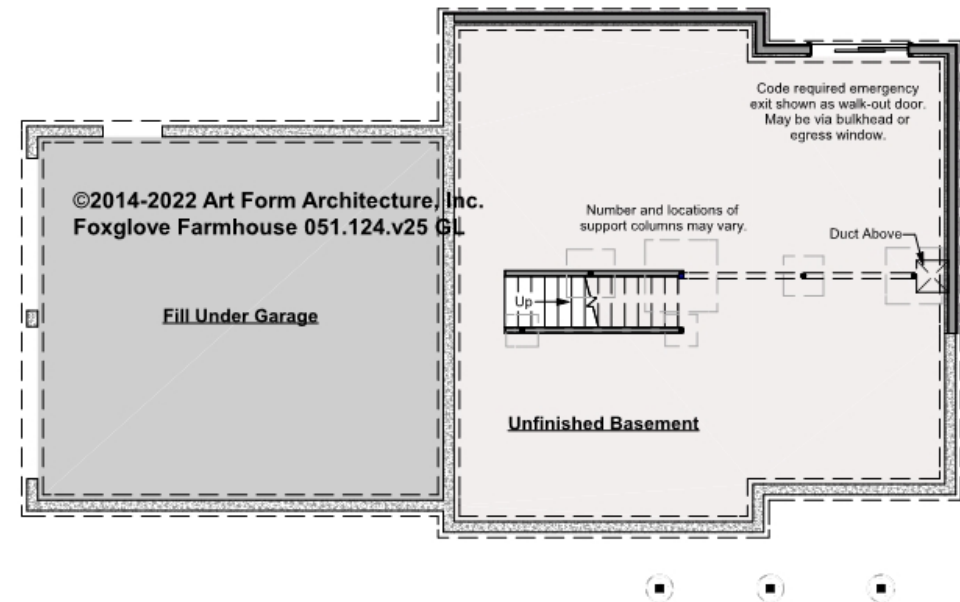 Code required emergency
exit shown as walk-out door.
May be via bulkhead or
egress window.
©2014-2022 Art Form Architecture, Inc.
Foxglove Farmhouse 051.124.v25 GL
Number and locations of
support columns may vary.
Duct Above
Up
Fill Under Garage
Unfinished Basement